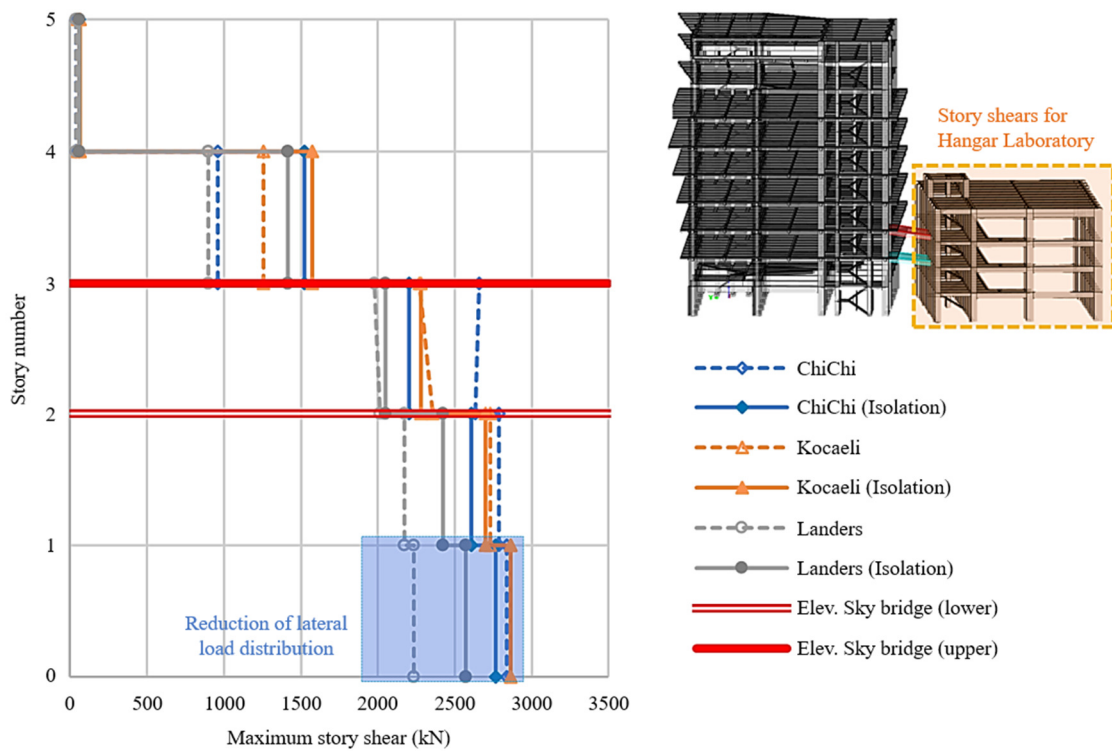 5
4
3
2
1
0
Story number
Reduction of lateral
load distribution
0
500
1000
1500
2000
2500
3000
3500
Maximum story shear (kN)
Story shears for
Hangar Laboratory
ChiChi
ChiChi (Isolation)
Kocaeli
Kocaeli (Isolation)
Landers
Landers (Isolation)
Elev. Sky bridge (lower)
Elev. Sky bridge (upper)